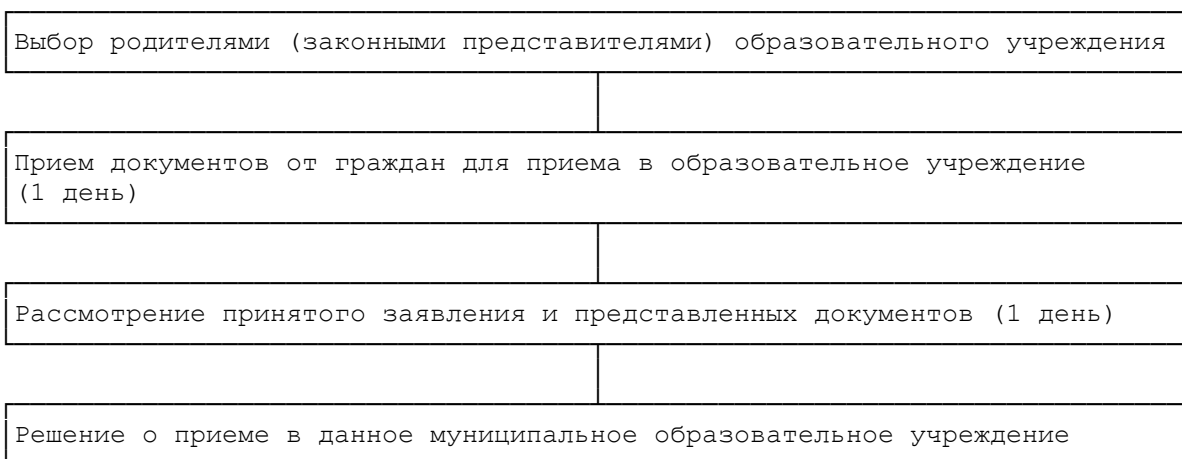 Выбор родителями (законными представителями) образовательного учреждения
Прием документов от граждан для приема в образовательное учреждение
(1 день)
Рассмотрение принятого заявления и представленных документов (1 день)
Решение о приеме в данное муниципальное образовательное учреждение